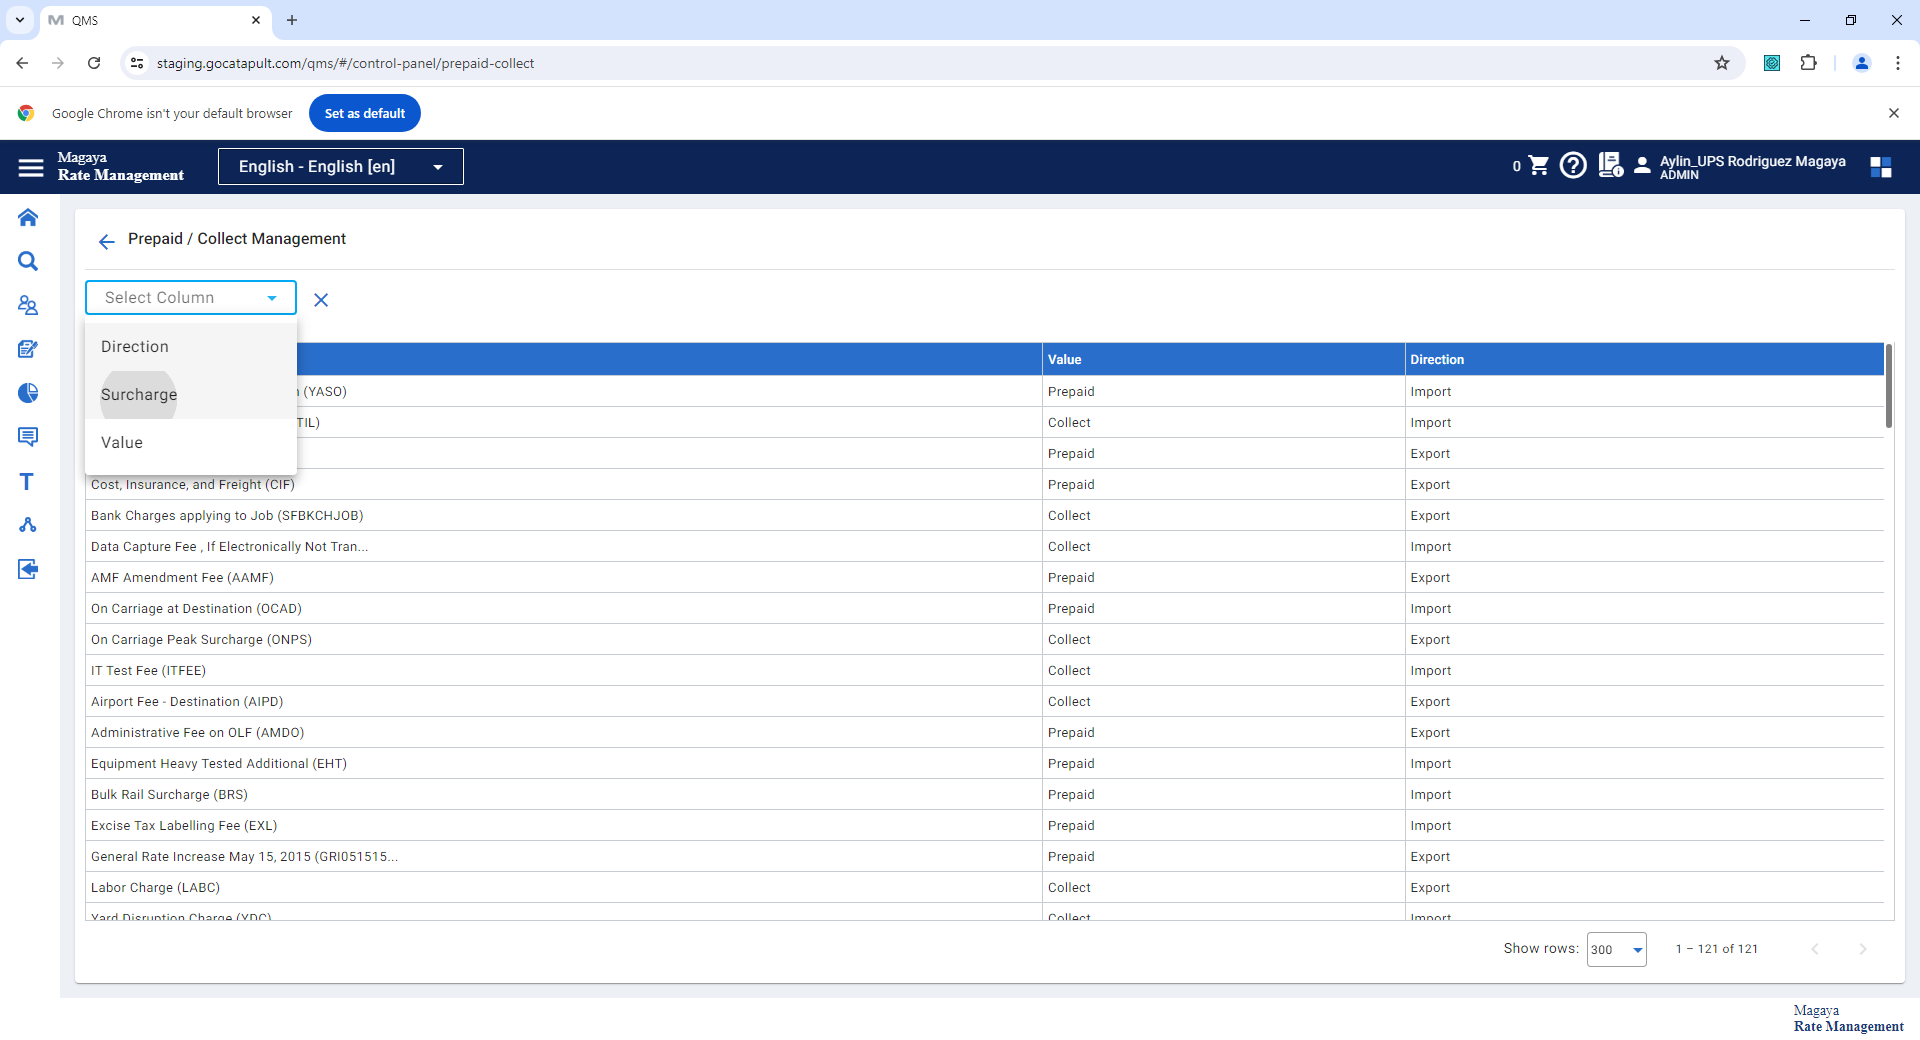 QMS
staging.gocatapult.com/qms/#/control-panel/prepaid-collect
Google Chrome isn't your default browser
Set as default
Magaya
Rate Management
English - English [en]
0
Aylin_UPS Rodriguez Magaya
ADMIN
Prepaid / Collect Management
Select Column
Direction
Surcharge
Value
Value Direction
(YASO) Prepaid Import
TIL) Collect Import
Prepaid Export
Cost, Insurance, and Freight (CIF) Prepaid Export
Bank Charges applying to Job (SFBKCHJOB) Collect Export
Data Capture Fee , If Electronically Not Tran... Collect Import
AMF Amendment Fee (AAMF) Prepaid Export
On Carriage at Destination (OCAD) Prepaid Import
On Carriage Peak Surcharge (ONPS) Collect Export
IT Test Fee (ITFEE) Collect Import
Airport Fee - Destination (AIPD) Collect Export
Administrative Fee on OLF (AMDO) Prepaid Export
Equipment Heavy Tested Additional (EHT) Prepaid Import
Bulk Rail Surcharge (BRS) Prepaid Import
Excise Tax Labelling Fee (EXL) Prepaid Import
General Rate Increase May 15, 2015 (GRI051515... Prepaid Export
Labor Charge (LABC) Collect Export
Yard Disruption Charge (YDC) Collect Import
Show rows: 300 1 – 121 of 121
Magaya
Rate Management